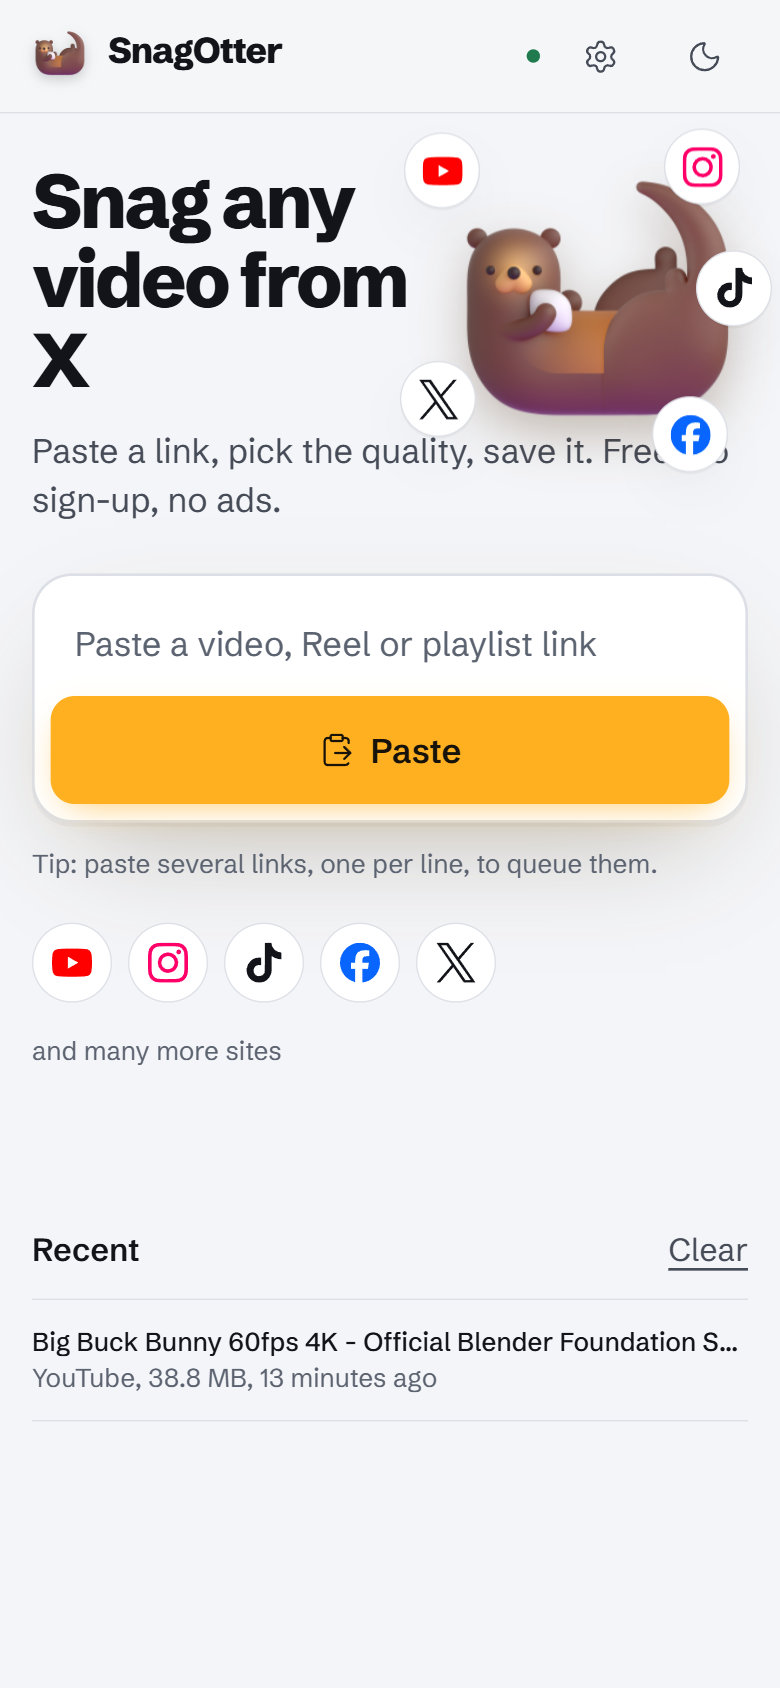 SnagOtter
Snag any
video from
X
Paste a link, pick the quality, save it. Free
sign-up, no ads.
Paste a video, Reel or playlist link
Paste
Tip: paste several links, one per line, to queue them.
and many more sites
Recent
Clear
Big Buck Bunny 60fps 4K - Official Blender Foundation S...
YouTube, 38.8 MB, 13 minutes ago